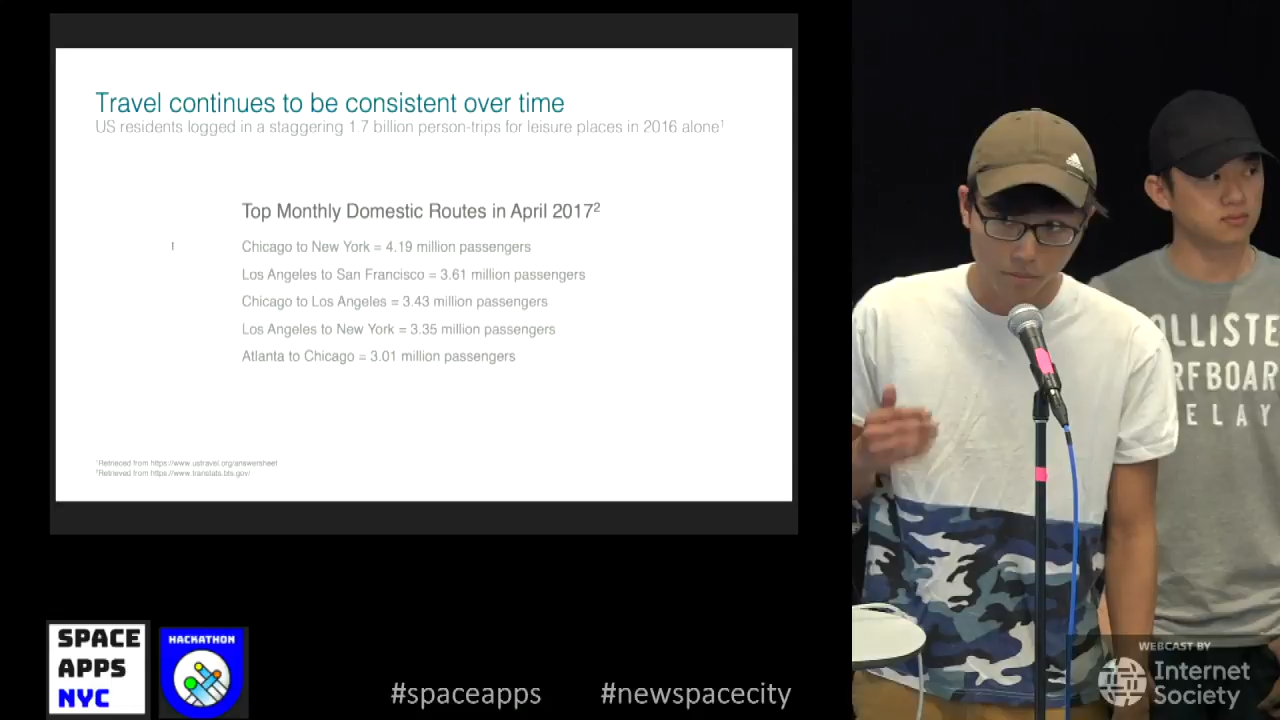 Travel continues to be consistent over time
US residents logged in a staggering 1.7 billion person-trips for leisure places in 2016 alone¹
Top Monthly Domestic Routes in April 2017²
Chicago to New York = 4.19 million passengers
Los Angeles to San Francisco = 3.61 million passengers
Chicago to Los Angeles = 3.43 million passengers
Los Angeles to New York = 3.35 million passengers
Atlanta to Chicago = 3.01 million passengers
¹Retrieved from https://www.ustravel.org/answersheet
²Retrieved from https://www.transtats.bts.gov/
SPACE
APPS
NYC
HACKATHON
#spaceapps #newspacecity
adidas
OLLISTE
RFBOAR
ELAY
WEBCAST BY
Internet
Society